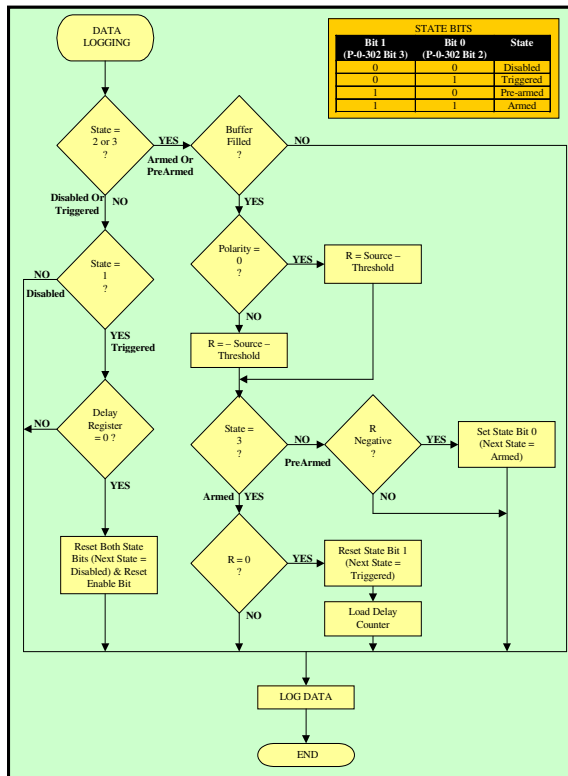 DATA
LOGGING
STATE BITS
Bit 1 Bit 0 State
(P-0-302 Bit 3) (P-0-302 Bit 2)
0 0 Disabled
0 1 Triggered
1 0 Pre-armed
1 1 Armed
State =
2 or 3
?
YES
Armed Or
PreArmed
Buffer
Filled
?
NO
Disabled Or
Triggered
NO
YES
State =
1
?
NO
Disabled
YES
Triggered
Polarity =
0
?
YES
R = Source –
Threshold
NO
R = – Source –
Threshold
Delay
Register
= 0 ?
NO
YES
State =
3
?
NO
PreArmed
R
Negative
?
YES
Set State Bit 0
(Next State =
Armed)
NO
Armed YES
Reset Both State
Bits (Next State =
Disabled) & Reset
Enable Bit
R = 0
?
YES
Reset State Bit 1
(Next State =
Triggered)
NO
Load Delay
Counter
LOG DATA
END